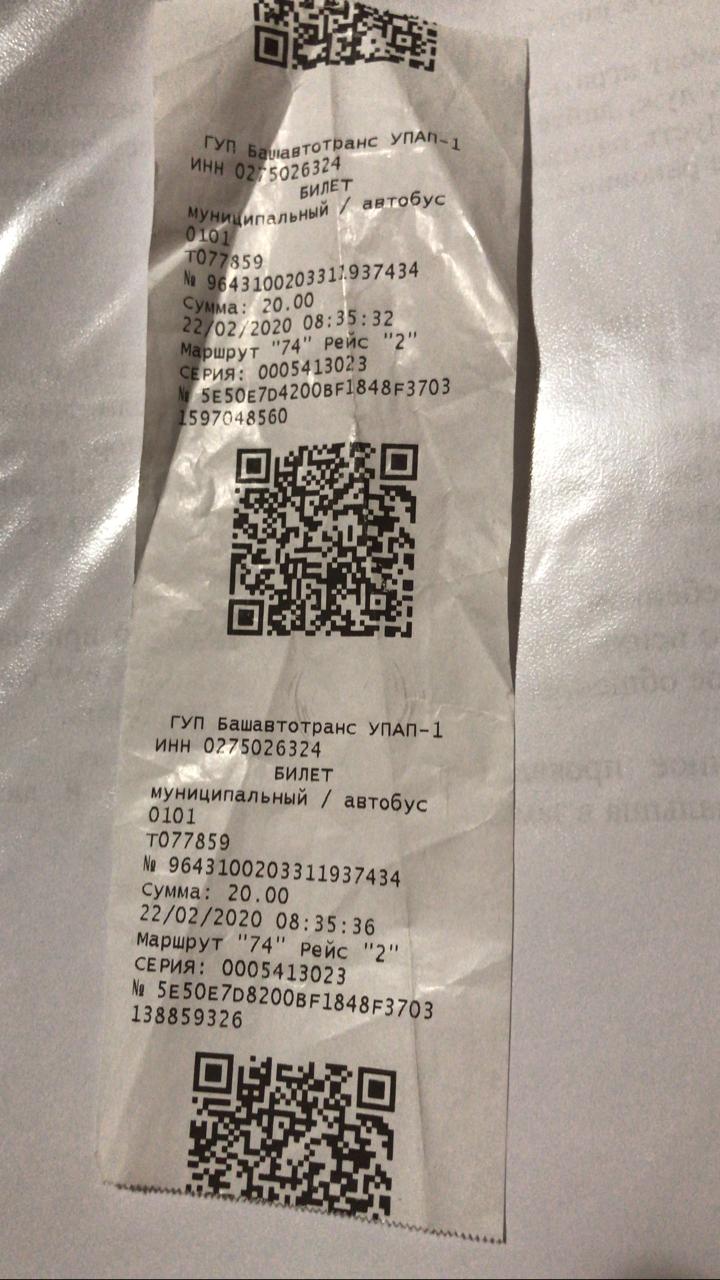 ГУП Башавтотранс УПАП-1
ИНН 0275026324
БИЛЕТ
муниципальный / автобус
0101
Т077859
№ 9643100203311937434
Сумма: 20.00
22/02/2020 08:35:32
Маршрут "74" Рейс "2"
СЕРИЯ: 0005413023
№ 5E50E7D4200BF1848F3703
1597048560
ГУП Башавтотранс УПАП-1
ИНН 0275026324
БИЛЕТ
муниципальный / автобус
0101
Т077859
№ 9643100203311937434
Сумма: 20.00
22/02/2020 08:35:36
Маршрут "74" Рейс "2"
СЕРИЯ: 0005413023
№ 5E50E7D8200BF1848F3703
138859326